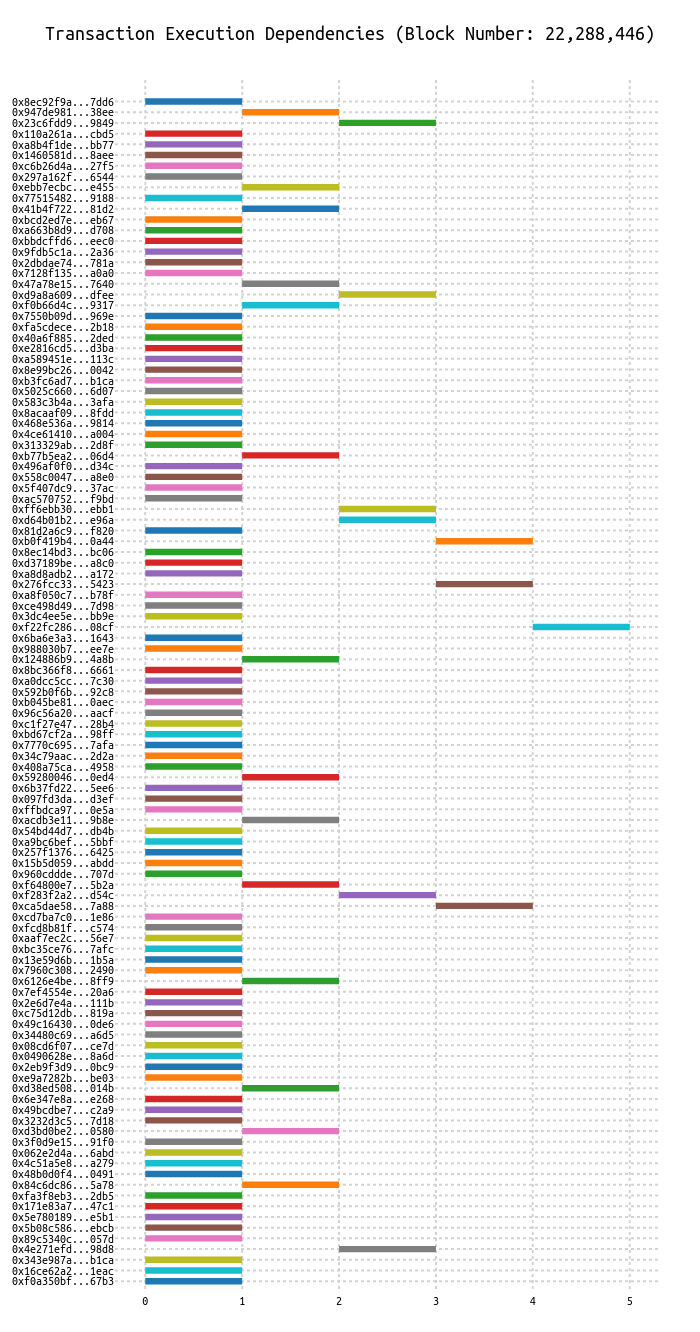 Transaction Execution Dependencies (Block Number: 22,288,446)
0x8ec92f9a...7dd6
0x947de981...38ee
0x23c6fdd9...9849
0x110a261a...cbd5
0xa8b4f1de...bb77
0x1460581d...8aee
0xc6b26d4a...27f5
0x297a162f...6544
0xebb7ecbc...e455
0x77515482...9188
0x41b4f722...81d2
0xbcd2ed7e...eb67
0xa663b8d9...d708
0xbbdcffd6...eec0
0x9fdb5c1a...2a36
0x2dbdae74...781a
0x7128f135...a0a0
0x47a78e15...7640
0xd9a8a609...dfee
0xf0b66d4c...9317
0x7550b09d...969e
0xfa5cdece...2b18
0x40a6f885...2ded
0xe2816cd5...d3ba
0xa589451e...113c
0x8e99bc26...0042
0xb3fc6ad7...b1ca
0x5025c660...6d07
0x583c3b4a...3afa
0x8acaaf09...8fdd
0x468e536a...9814
0x4ce61410...a004
0x313329ab...2d8f
0xb77b5ea2...06d4
0x496af0f0...d34c
0x558c0047...a8e0
0x5f407dc9...37ac
0xac570752...f9bd
0xff6ebb30...ebb1
0xd64b01b2...e96a
0x81d2a6c9...f820
0xb0f419b4...0a44
0x8ec14bd3...bc06
0xd37189be...a8c0
0xa8d8adb2...a172
0x276fcc33...5423
0xa8f050c7...b78f
0xce498d49...7d98
0x3dc4ee5e...bb9e
0xf22fc286...08cf
0x6ba6e3a3...1643
0x988030b7...ee7e
0x124886b9...4a8b
0x8bc366f8...6661
0xa0dcc5cc...7c30
0x592b0f6b...92c8
0xb045be81...0aec
0x96c56a20...aacf
0xc1f27e47...28b4
0xbd67cf2a...98ff
0x7770c695...7afa
0x34c79aac...2d2a
0x408a75ca...4958
0x59280046...0ed4
0x6b37fd22...5ee6
0x097fd3da...d3ef
0xffbdca97...0e5a
0xacdb3e11...9b8e
0x54bd44d7...db4b
0xa9bc6bef...5bbf
0x257f1376...6425
0x15b5d059...abdd
0x960cddde...707d
0xf64800e7...5b2a
0xf283f2a2...d54c
0xca5dae58...7a88
0xcd7ba7c0...1e86
0xfcd8b81f...c574
0xaaf7ec2c...56e7
0xbc35ce76...7afc
0x13e59d6b...1b5a
0x7960c308...2490
0x6126e4be...8ff9
0x7ef4554e...20a6
0x2e6d7e4a...111b
0xc75d12db...819a
0x49c16430...0de6
0x34480c69...a6d5
0x08cd6f07...ce7d
0x0490628e...8a6d
0x2eb9f3d9...0bc9
0xe9a7282b...be03
0xd38ed508...014b
0x6e347e8a...e268
0x49bcdbe7...c2a9
0x3232d3c5...7d18
0xd3bd0be2...0580
0x3f0d9e15...91f0
0x062e2d4a...6abd
0x4c51a5e8...a279
0x48b0d0f4...0491
0x84c6dc86...5a78
0xfa3f8eb3...2db5
0x171e83a7...47c1
0x5e780189...e5b1
0x5b08c586...ebcb
0x89c5340c...057d
0x4e271efd...98d8
0x343e987a...b1ca
0x16ce62a2...1eac
0xf0a350bf...67b3
0 1 2 3 4 5